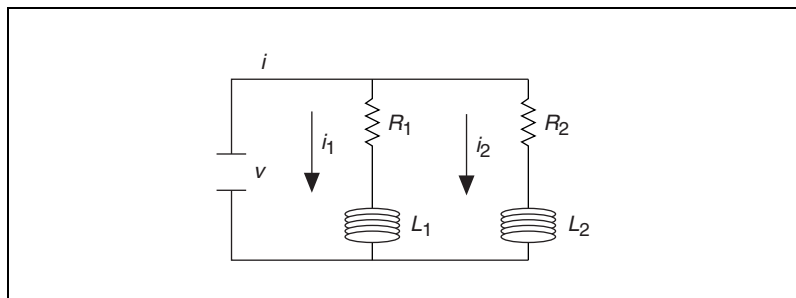 i
R₁
R₂
i₁
i₂
v
L₁
L₂